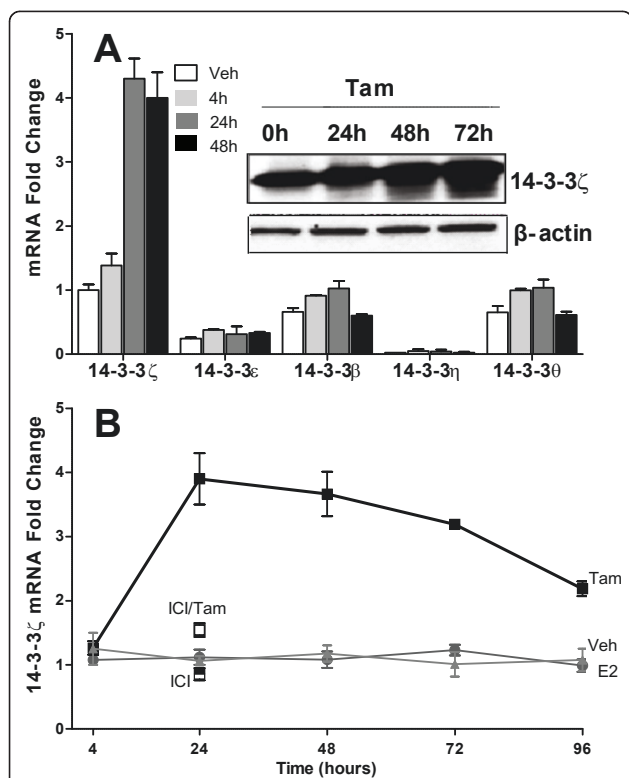 A
mRNA Fold Change
5
4
3
2
1
0
Veh
4h
24h
48h
Tam
0h 24h 48h 72h
14-3-3ζ
β-actin
14-3-3ζ 14-3-3ε 14-3-3β 14-3-3η 14-3-3θ
B
14-3-3ζ mRNA Fold Change
5
4
3
2
1
0
ICI/Tam
ICI
Tam
Veh
E2
4 24 48 72 96
Time (hours)